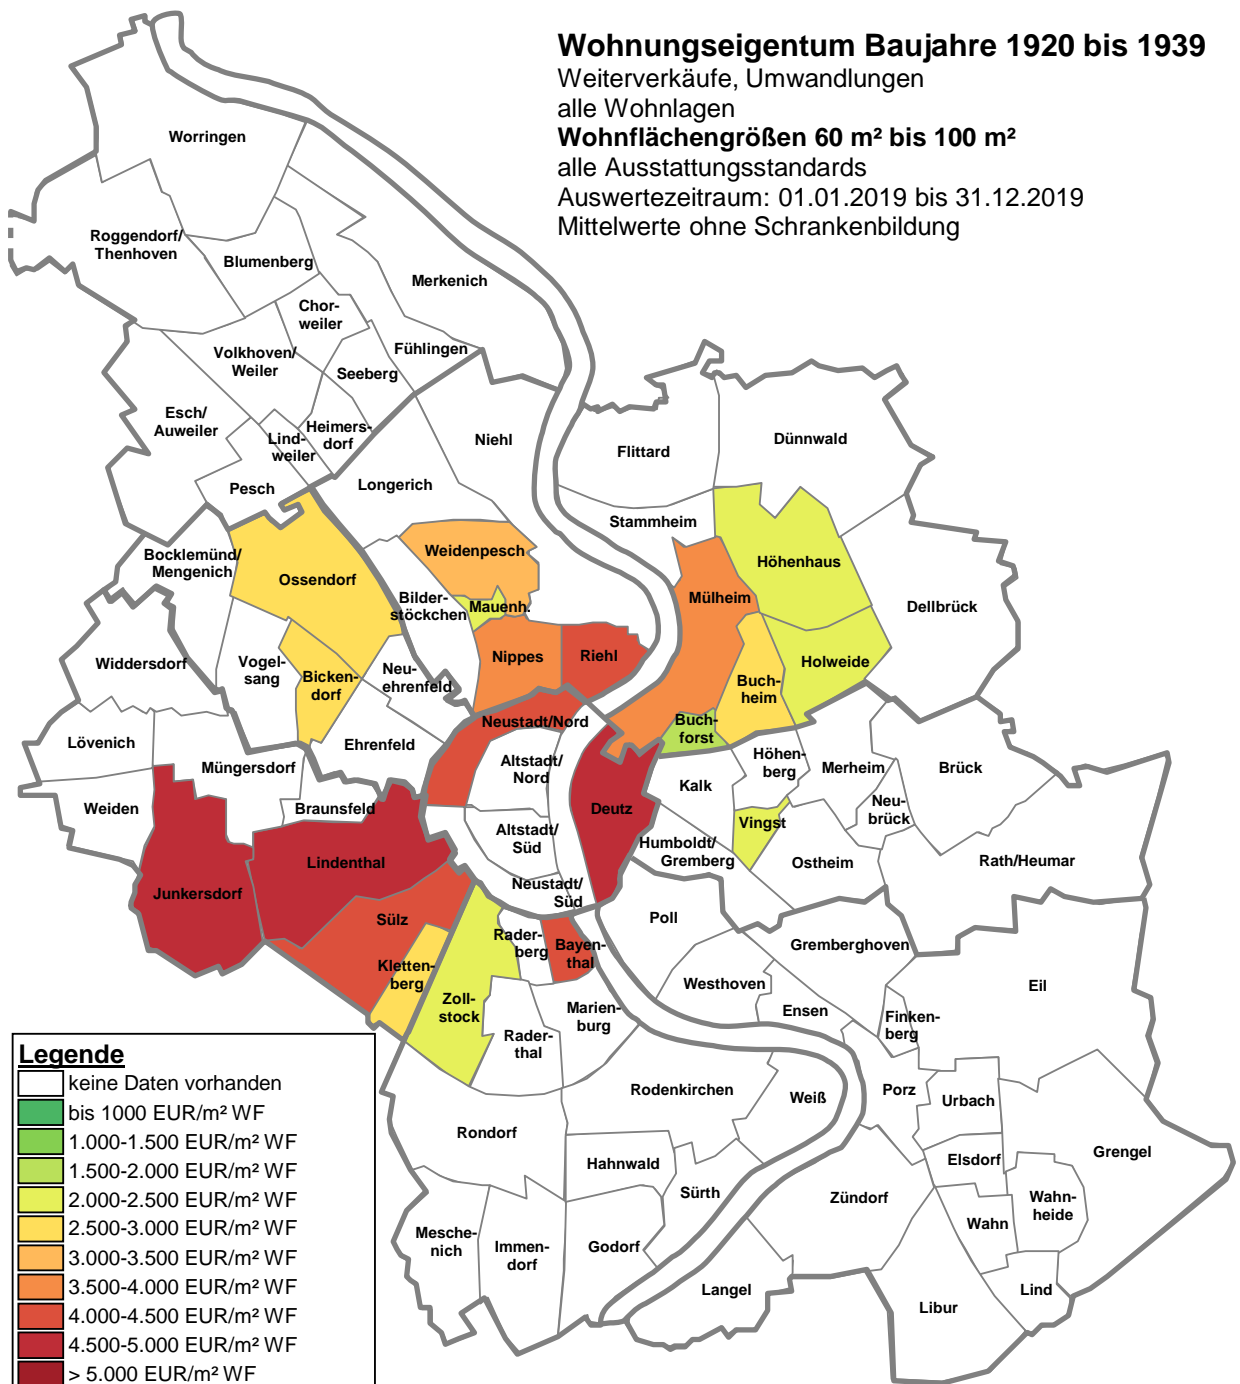 Wohnungseigentum Baujahre 1920 bis 1939
Weiterverkäufe, Umwandlungen
alle Wohnlagen
Wohnflächengrößen 60 m² bis 100 m²
alle Ausstattungsstandards
Auswertezeitraum: 01.01.2019 bis 31.12.2019
Mittelwerte ohne Schrankenbildung
Worringen
Roggendorf/
Thenhoven
Blumenberg
Merkenich
Chor-
weiler
Fühlingen
Volkhoven/
Weiler
Seeberg
Esch/
Auweiler
Heimers-
dorf
Lind-
weiler
Niehl
Pesch
Longerich
Flittard
Dünnwald
Stammheim
Bocklemünd/
Mengenich
Ossendorf
Weidenpesch
Höhenhaus
Bilder-
stöckchen
Mauenh.
Mülheim
Dellbrück
Widdersdorf
Vogel-
sang
Bicken-
dorf
Neu-
ehrenfeld
Nippes
Riehl
Buch-
heim
Holweide
Neustadt/Nord
Buch-
forst
Lövenich
Müngersdorf
Ehrenfeld
Altstadt/
Nord
Höhen-
berg
Merheim
Brück
Kalk
Weiden
Braunsfeld
Deutz
Neu-
brück
Vingst
Altstadt/
Süd
Humboldt/
Gremberg
Ostheim
Rath/Heumar
Lindenthal
Junkersdorf
Neustadt/
Süd
Sülz
Poll
Rader-
berg
Bayen-
thal
Gremberghoven
Kletten-
berg
Westhoven
Eil
Zoll-
stock
Marien-
burg
Ensen
Finken-
berg
Rader-
thal
Rodenkirchen
Weiß
Porz
Urbach
Rondorf
Hahnwald
Elsdorf
Grengel
Sürth
Zündorf
Wahn-
heide
Wahn
Mesche-
nich
Immen-
dorf
Godorf
Langel
Lind
Libur
Legende
keine Daten vorhanden
bis 1000 EUR/m² WF
1.000-1.500 EUR/m² WF
1.500-2.000 EUR/m² WF
2.000-2.500 EUR/m² WF
2.500-3.000 EUR/m² WF
3.000-3.500 EUR/m² WF
3.500-4.000 EUR/m² WF
4.000-4.500 EUR/m² WF
4.500-5.000 EUR/m² WF
> 5.000 EUR/m² WF